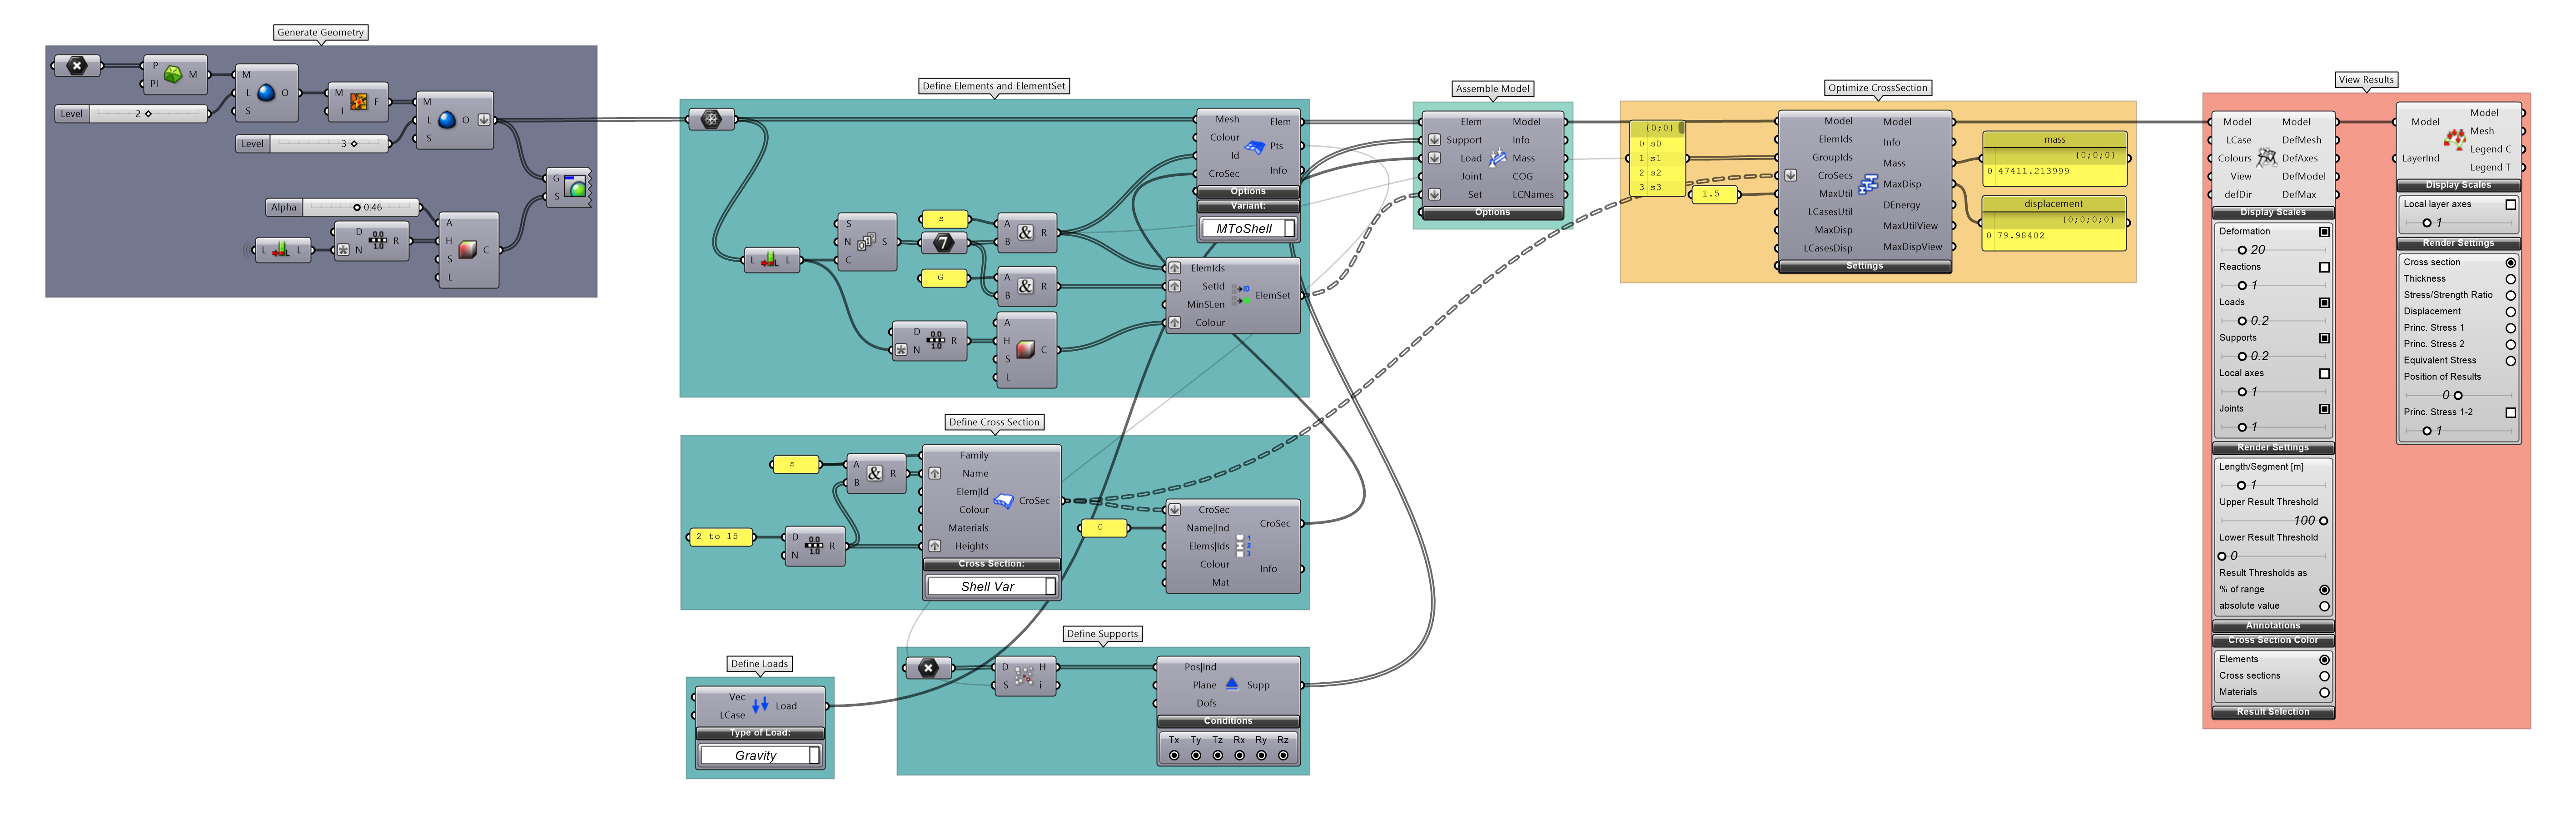 Generate Geometry
P
Pl
M
Level
2
M
L
S
O
M
I
F
Level
3
M
L
S
O
Alpha
0.46
G
S
L
L
D
N
R
A
H
S
L
C
Define Elements and ElementSet
Mesh
Colour
Id
CroSec
Elem
Pts
Info
Options
Variant:
MToShell
S
N
C
S
L
L
s
7
G
A
B
R
A
B
R
D
N
R
A
H
S
L
C
ElemIds
SetId
MinSLen
Colour
ElemSet
Define Cross Section
s
A
B
R
2 to 15
D
N
R
Family
Name
Elem|Id
Colour
Materials
Heights
CroSec
Cross Section:
Shell Var
0
CroSec
Name|Ind
Elems|Ids
Colour
Mat
CroSec
Info
Define Loads
Vec
LCase
Load
Type of Load:
Gravity
Define Supports
D
S
H
i
Pos|Ind
Plane
Dofs
Supp
Conditions
Tx Ty Tz Rx Ry Rz
Assemble Model
Elem
Support
Load
Joint
Set
Model
Info
Mass
COG
LCNames
Options
Optimize CrossSection
{0;0}
0 s0
1 s1
2 s2
3 s3
1.5
Model
ElemIds
GroupIds
CroSecs
MaxUtil
LCasesUtil
MaxDisp
LCasesDisp
Model
Info
Mass
MaxDisp
DEnergy
MaxUtilView
MaxDispView
Settings
mass
{0;0;0}
0 47411.213999
displacement
{0;0;0;0}
0 79.98402
View Results
Model
LCase
Colours
View
defDir
Model
DefMesh
DefAxes
DefModel
DefMax
Display Scales
Deformation
20
Reactions
1
Loads
0.2
Supports
0.2
Local axes
1
Joints
1
Render Settings
Length/Segment [m]
1
Upper Result Threshold
100
Lower Result Threshold
0
Result Thresholds as
% of range
absolute value
Annotations
Cross Section Color
Elements
Cross sections
Materials
Result Selection
Model
LayerInd
Model
Mesh
Legend C
Legend T
Display Scales
Local layer axes
1
Render Settings
Cross section
Thickness
Stress/Strength Ratio
Displacement
Princ. Stress 1
Princ. Stress 2
Equivalent Stress
Position of Results
0
Princ. Stress 1-2
1